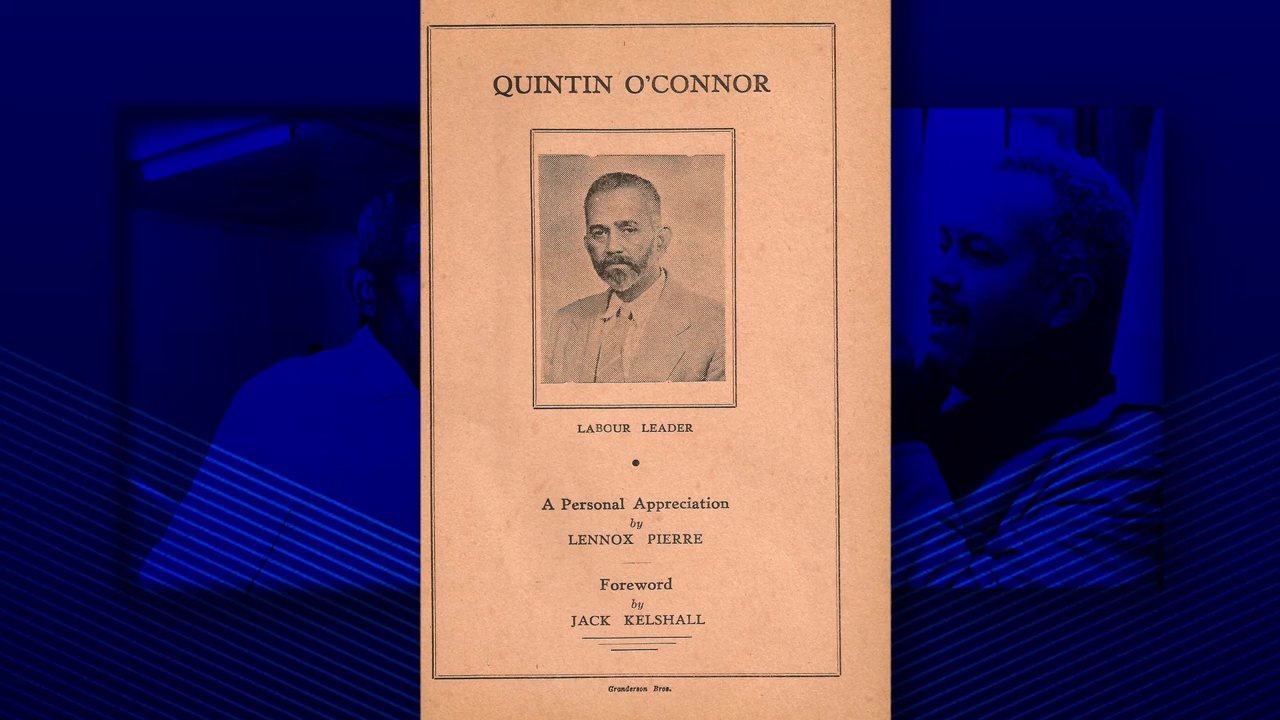 QUINTIN O'CONNOR
LABOUR LEADER
A Personal Appreciation
by
LENNOX PIERRE
Foreword
by
JACK KELSHALL
Granderson Bros.